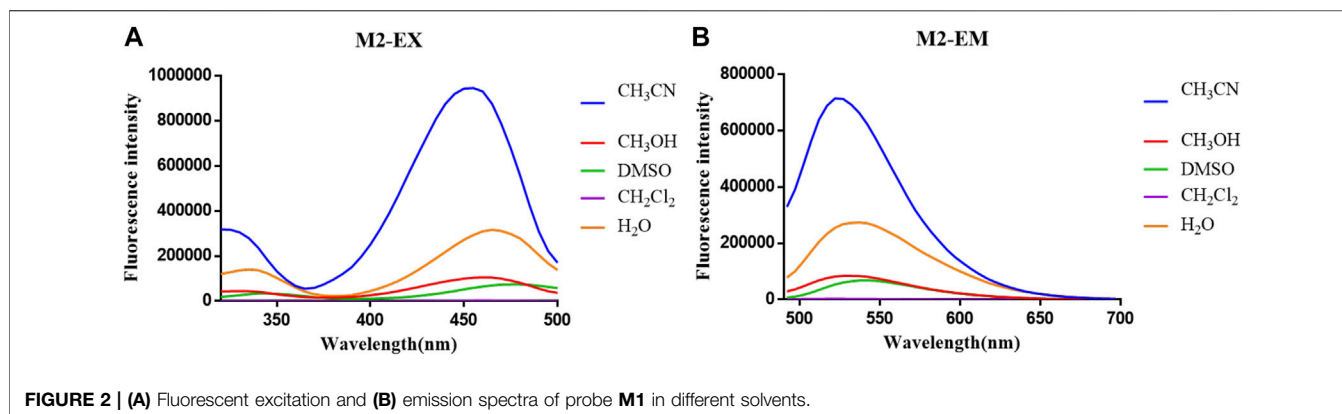 A
M2-EX
Fluorescence intensity
1000000
800000
600000
400000
200000
0
350
400
450
500
Wavelength(nm)
CH₃CN
CH₃OH
DMSO
CH₂Cl₂
H₂O
B
M2-EM
Fluorescence intensity
800000
600000
400000
200000
0
500
550
600
650
700
Wavelength(nm)
CH₃CN
CH₃OH
DMSO
CH₂Cl₂
H₂O
FIGURE 2 | (A) Fluorescent excitation and (B) emission spectra of probe M1 in different solvents.